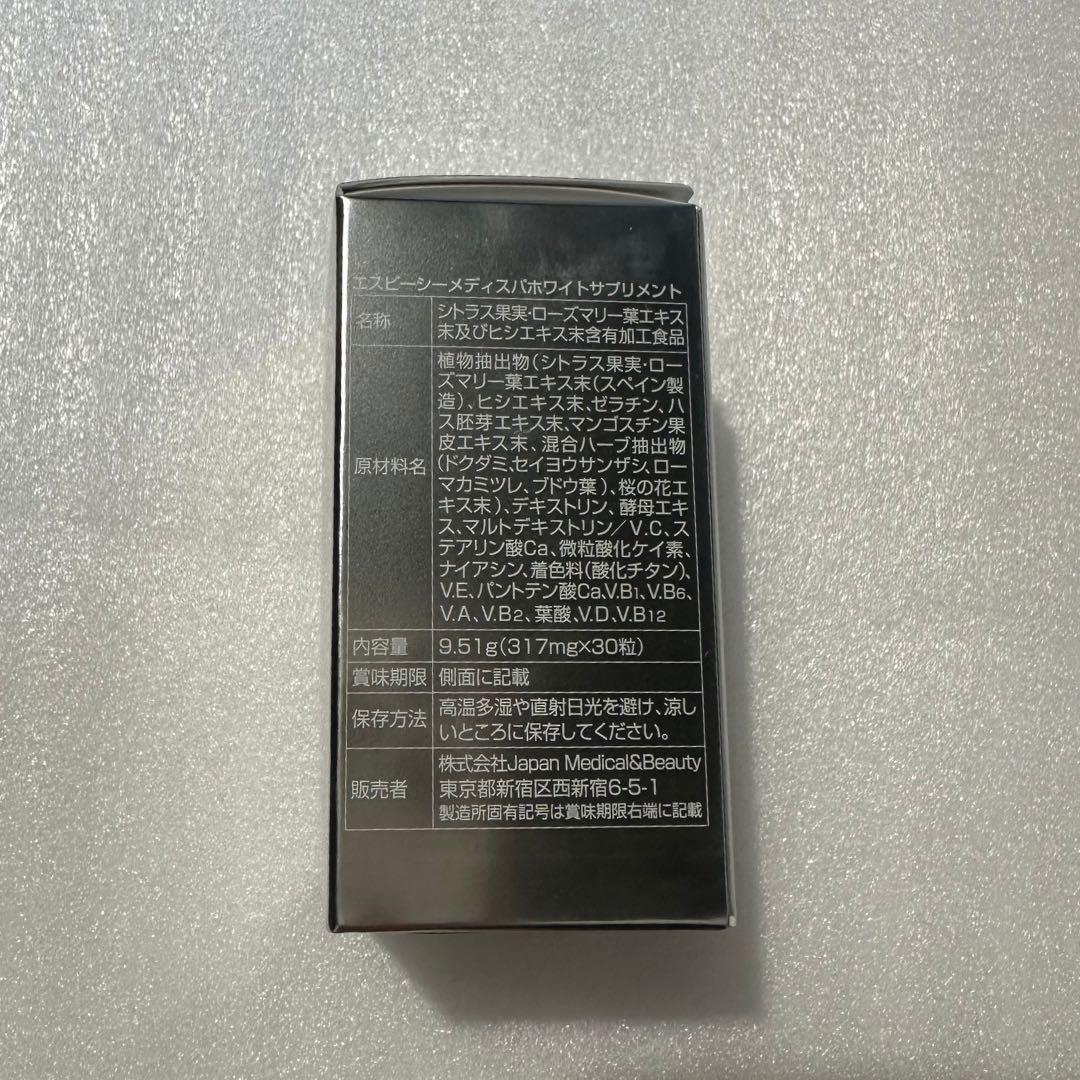 エスピーシーメディスパホワイトサプリメント
名称
シトラス果実・ローズマリー葉エキス
末及びヒシエキス末含有加工食品
原材料名
植物抽出物(シトラス果実・ロー
ズマリー葉エキス末(スペイン製
造)、ヒシエキス末、ゼラチン、ハ
ス胚芽エキス末、マンゴスチン果
皮エキス末、混合ハーブ抽出物
(ドクダミ、セイヨウサンザシ、ロー
マカミツレ、ブドウ葉)、桜の花エ
キス末)、デキストリン、酵母エキ
ス、マルトデキストリン/V.C、ス
テアリン酸Ca、微粒酸化ケイ素、
ナイアシン、着色料(酸化チタン)、
V.E、パントテン酸Ca、V.B1、V.B6、
V.A、V.B2、葉酸、V.D、V.B12
内容量
9.51g(317mg×30粒)
賞味期限
側面に記載
保存方法
高温多湿や直射日光を避け、涼し
いところに保存してください。
販売者
株式会社Japan Medical&Beauty
東京都新宿区西新宿6-5-1
製造所固有記号は賞味期限右端に記載